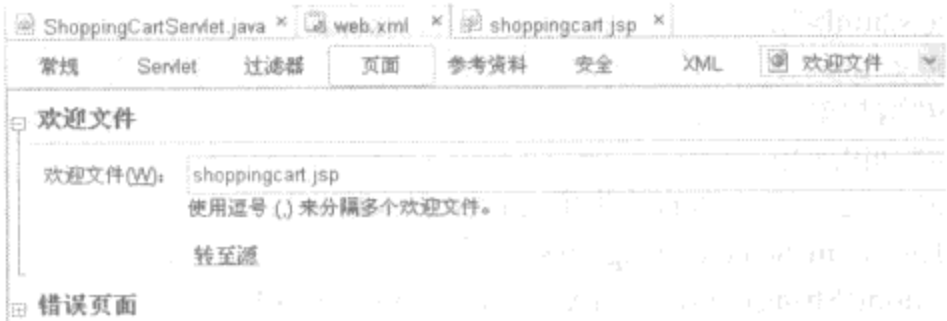 ShoppingCartServlet.java × web.xml × shoppingcart.jsp ×
常规 Servlet 过滤器 页面 参考资料 安全 XML 欢迎文件
欢迎文件
欢迎文件(W): shoppingcart.jsp
使用逗号 (,) 来分隔多个欢迎文件。
转至源
错误页面